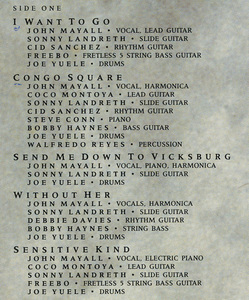 SIDE ONE
I WANT TO GO
JOHN MAYALL • VOCAL, LEAD GUITAR
SONNY LANDRETH • SLIDE GUITAR
CID SANCHEZ • RHYTHM GUITAR
FREEBO • FRETLESS 5 STRING BASS GUITAR
JOE YUELE • DRUMS
CONGO SQUARE
JOHN MAYALL • VOCAL, HARMONICA
COCO MONTOYA • LEAD GUITAR
SONNY LANDRETH • SLIDE GUITAR
CID SANCHEZ • RHYTHM GUITAR
STEVE CONN • PIANO
BOBBY HAYNES • BASS GUITAR
JOE YUELE • DRUMS
WALFREDO REYES • PERCUSSION
SEND ME DOWN TO VICKSBURG
JOHN MAYALL • VOCAL, PIANO, HARMONICA
SONNY LANDRETH • SLIDE GUITAR
JOE YUELE • DRUMS
WITHOUT HER
JOHN MAYALL • VOCALS, HARMONICA
SONNY LANDRETH • SLIDE GUITAR
DEBBIE DAVIES • RHYTHM GUITAR
BOBBY HAYNES • STRING BASS
JOE YUELE • DRUMS
SENSITIVE KIND
JOHN MAYALL • VOCAL, ELECTRIC PIANO
COCO MONTOYA • LEAD GUITAR
SONNY LANDRETH • SLIDE GUITAR
FREEBO • FRETLESS 5 STRING BASS GUITAR
JOE YUELE • DRUMS